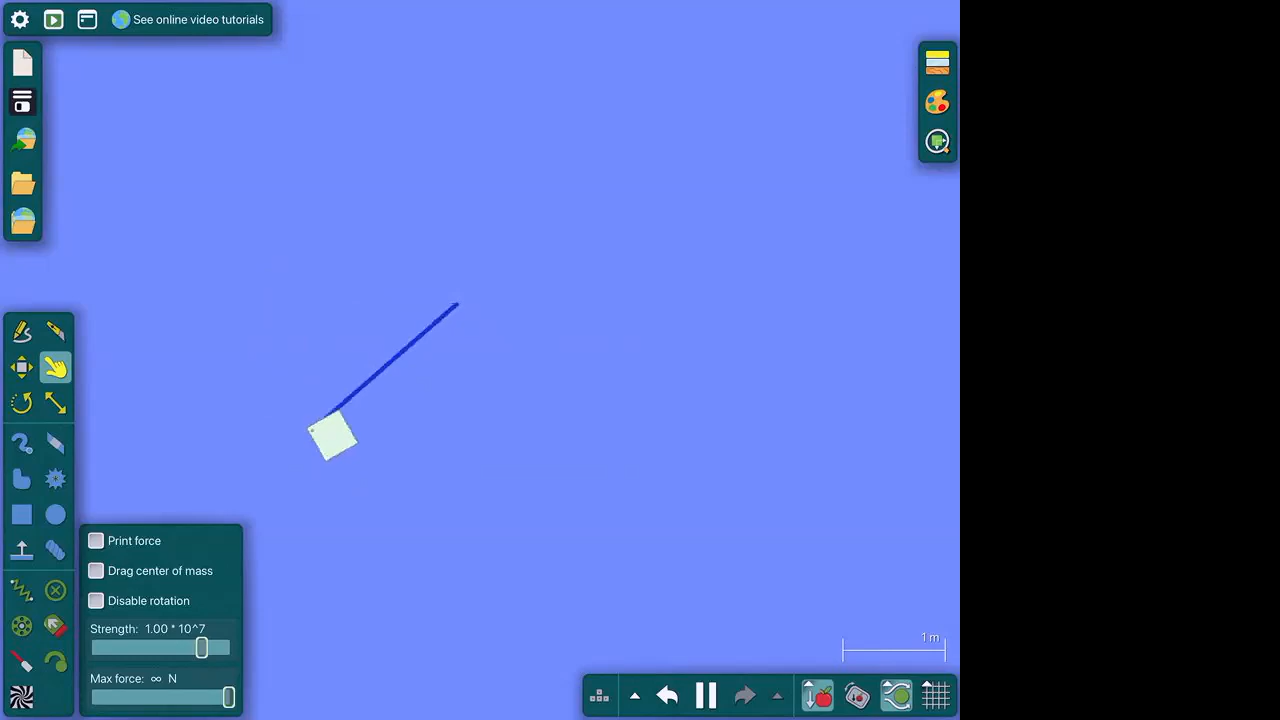 See online video tutorials
Print force
Drag center of mass
Disable rotation
Strength: 1.00 * 10^7
Max force: ∞ N
1 m